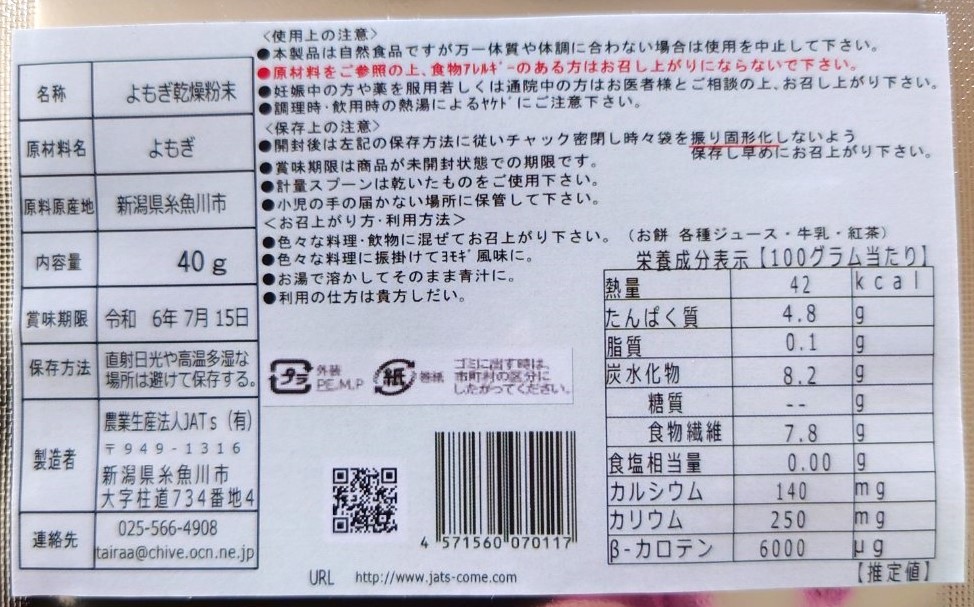 名称 よもぎ乾燥粉末
原材料名 よもぎ
原料原産地 新潟県糸魚川市
内容量 40g
賞味期限 令和 6年7月15日
保存方法 直射日光や高温多湿な
場所は避けて保存する。
製造者 農業生産法人JATs(有)
〒949-1316
新潟県糸魚川市
大字柱道734番地4
連絡先 025-566-4908
tairaa@chive.ocn.ne.jp
<使用上の注意>
●本製品は自然食品ですが万一体質や体調に合わない場合は使用を中止して下さい。
●原材料をご参照の上、食物ｱﾚﾙｷﾞｰのある方はお召し上がりにならないで下さい。
●妊娠中の方や薬を服用若しくは通院中の方はお医者様とご相談の上、お召し上がり下さい。
●調理時･飲用時の熱湯によるﾔｹﾄﾞにご注意下さい。
<保存上の注意>
●開封後は左記の保存方法に従いチャック密閉し時々袋を振り固形化しないよう
保存し早めにお召上がり下さい。
●賞味期限は商品が未開封状態での期限です。
●計量スプーンは乾いたものをご使用下さい。
●小児の手の届かない場所に保管して下さい。
<お召上がり方･利用方法>
●色々な料理･飲物に混ぜてお召上がり下さい。(お餅 各種ジュース・牛乳・紅茶)
●色々な料理に振掛けてﾖﾓｷﾞ風味に。
●お湯で溶かしてそのまま青汁に。
●利用の仕方は貴方しだい。
プラ 外装
PE,M,P
紙 巻紙
ゴミに出す時は、
市町村の区分に
したがってください。
4 571560 070117
URL http://www.jats-come.com
栄養成分表示【100グラム当たり】
熱量 42 kcal
たんぱく質 4.8 g
脂質 0.1 g
炭水化物 8.2 g
糖質 -- g
食物繊維 7.8 g
食塩相当量 0.00 g
カルシウム 140 mg
カリウム 250 mg
β-カロテン 6000 μg
【推定値】